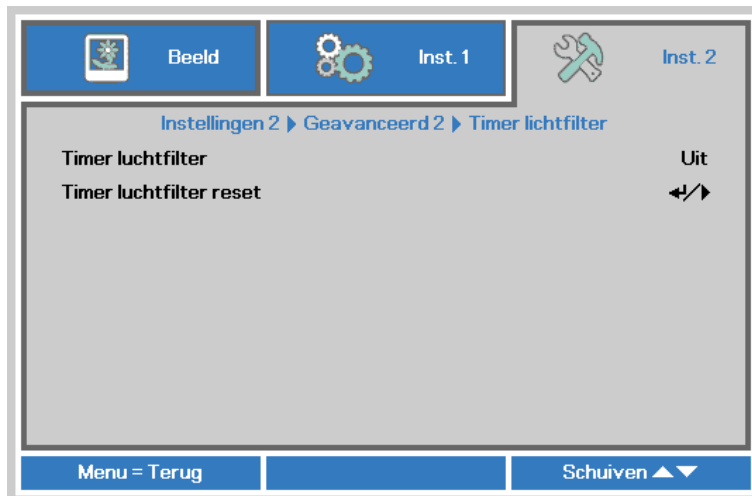 Beeld
Inst. 1
Inst. 2
Instellingen 2 ▶ Geavanceerd 2 ▶ Timer lichtfilter
Timer luchtfilter Uit
Timer luchtfilter reset ↵/▶
Menu = Terug
Schuiven ▲▼